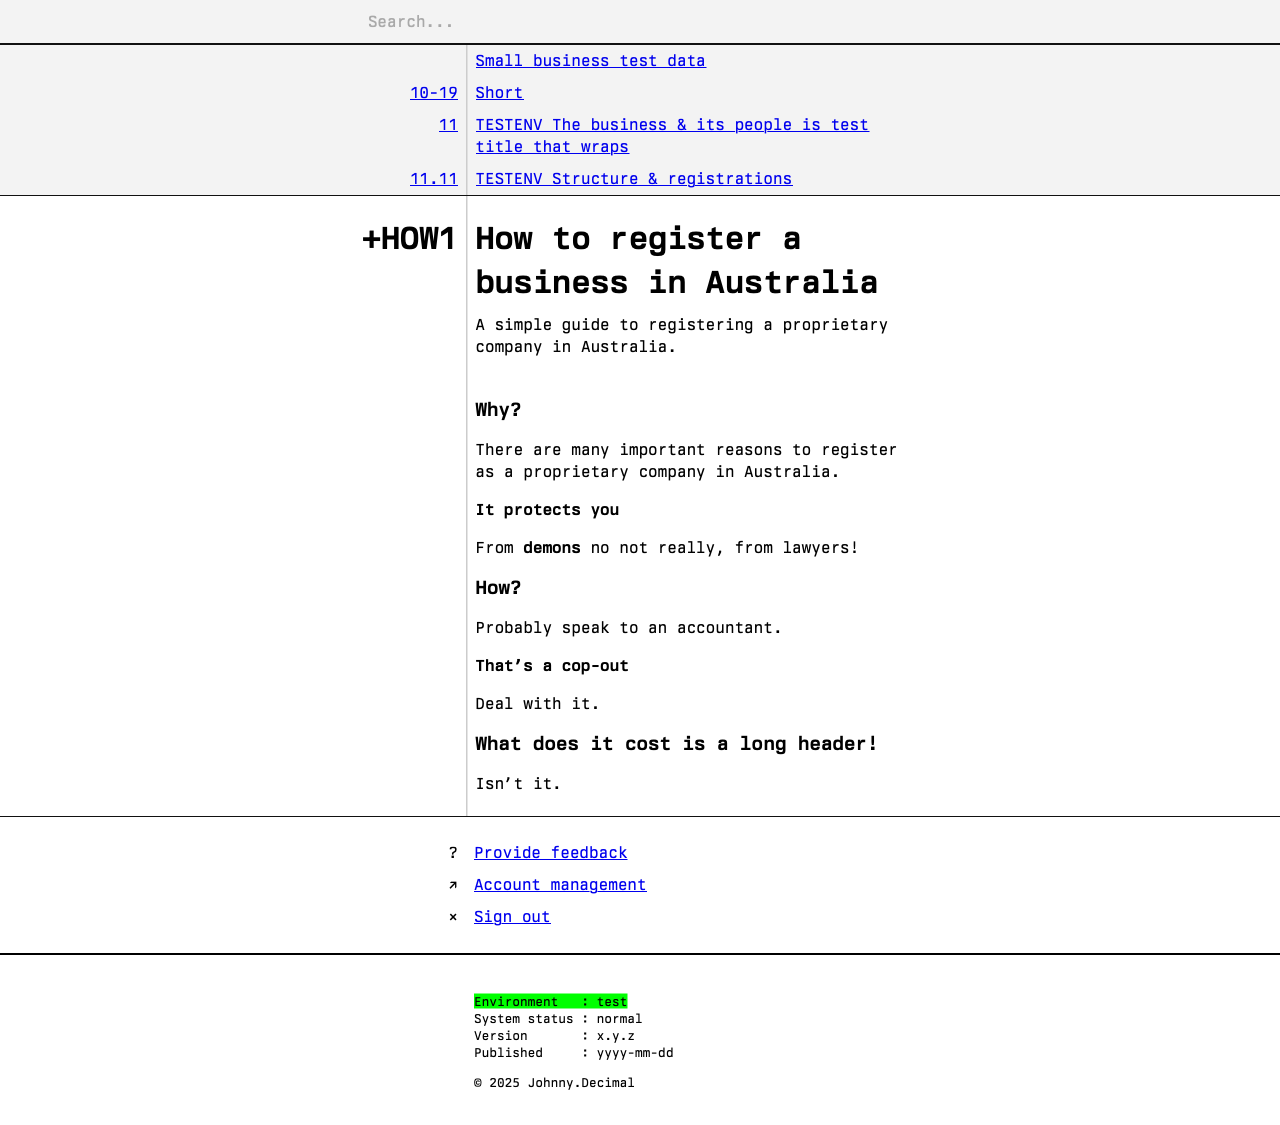 Search...
Small business test data
10-19 Short
11 TESTENV The business & its people is test
title that wraps
11.11 TESTENV Structure & registrations
+HOW1 How to register a
business in Australia
A simple guide to registering a proprietary
company in Australia.
Why?
There are many important reasons to register
as a proprietary company in Australia.
It protects you
From demons no not really, from lawyers!
How?
Probably speak to an accountant.
That’s a cop-out
Deal with it.
What does it cost is a long header!
Isn’t it.
? Provide feedback
↗ Account management
× Sign out
Environment   : test
System status : normal
Version       : x.y.z
Published     : yyyy-mm-dd
© 2025 Johnny.Decimal